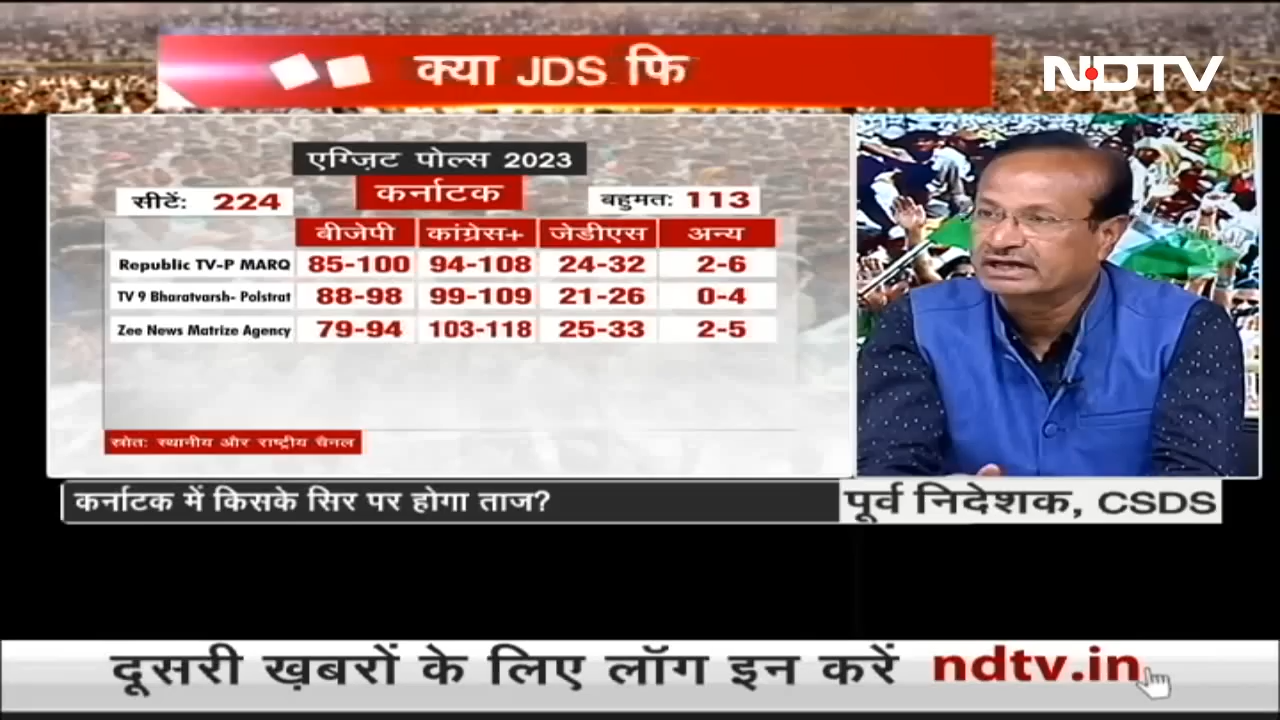 क्या JDS फि
NDTV
एग्ज़िट पोल्स 2023
सीटें: 224
कर्नाटक
बहुमत: 113
बीजेपी कांग्रेस+ जेडीएस अन्य
Republic TV-P MARQ 85-100 94-108 24-32 2-6
TV 9 Bharatvarsh- Polstrat 88-98 99-109 21-26 0-4
Zee News Matrize Agency 79-94 103-118 25-33 2-5
स्रोत: स्थानीय और राष्ट्रीय चैनल
कर्नाटक में किसके सिर पर होगा ताज?
पूर्व निदेशक, CSDS
दूसरी ख़बरों के लिए लॉग इन करें ndtv.in